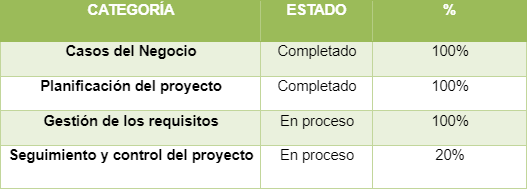 CATEGORÍA ESTADO %
Casos del Negocio Completado 100%
Planificación del proyecto Completado 100%
Gestión de los requisitos En proceso 100%
Seguimiento y control del proyecto En proceso 20%